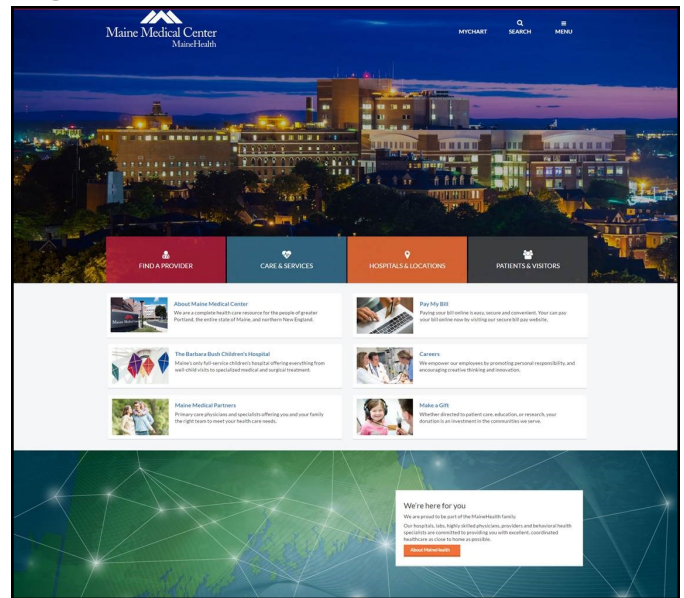 Maine Medical Center
MaineHealth
MYCHART
SEARCH
MENU
FIND A PROVIDER
CARE & SERVICES
HOSPITALS & LOCATIONS
PATIENTS & VISITORS
About Maine Medical Center
We are a complete health care resource for the people of greater
Portland, the entire state of Maine, and northern New England.
Pay My Bill
Paying your bill online is easy, secure and convenient. Your can pay
your bill online now by visiting our secure bill pay website.
The Barbara Bush Children's Hospital
Maine's only full-service children's hospital offering everything from
well-child visits to specialized medical and surgical treatment.
Careers
We empower our employees by promoting personal responsibility, and
encouraging creative thinking and innovation.
Maine Medical Partners
Primary care physicians and specialists offering you and your family
the right team to meet your health care needs.
Make a Gift
Whether directed to patient care, education, or research, your
donation is an investment in the communities we serve.
We're here for you
We are proud to be part of the MaineHealth family.
Our hospitals, labs, highly skilled physicians, providers and behavioral health
specialists are committed to providing you with excellent, coordinated
healthcare as close to home as possible.
About MaineHealth